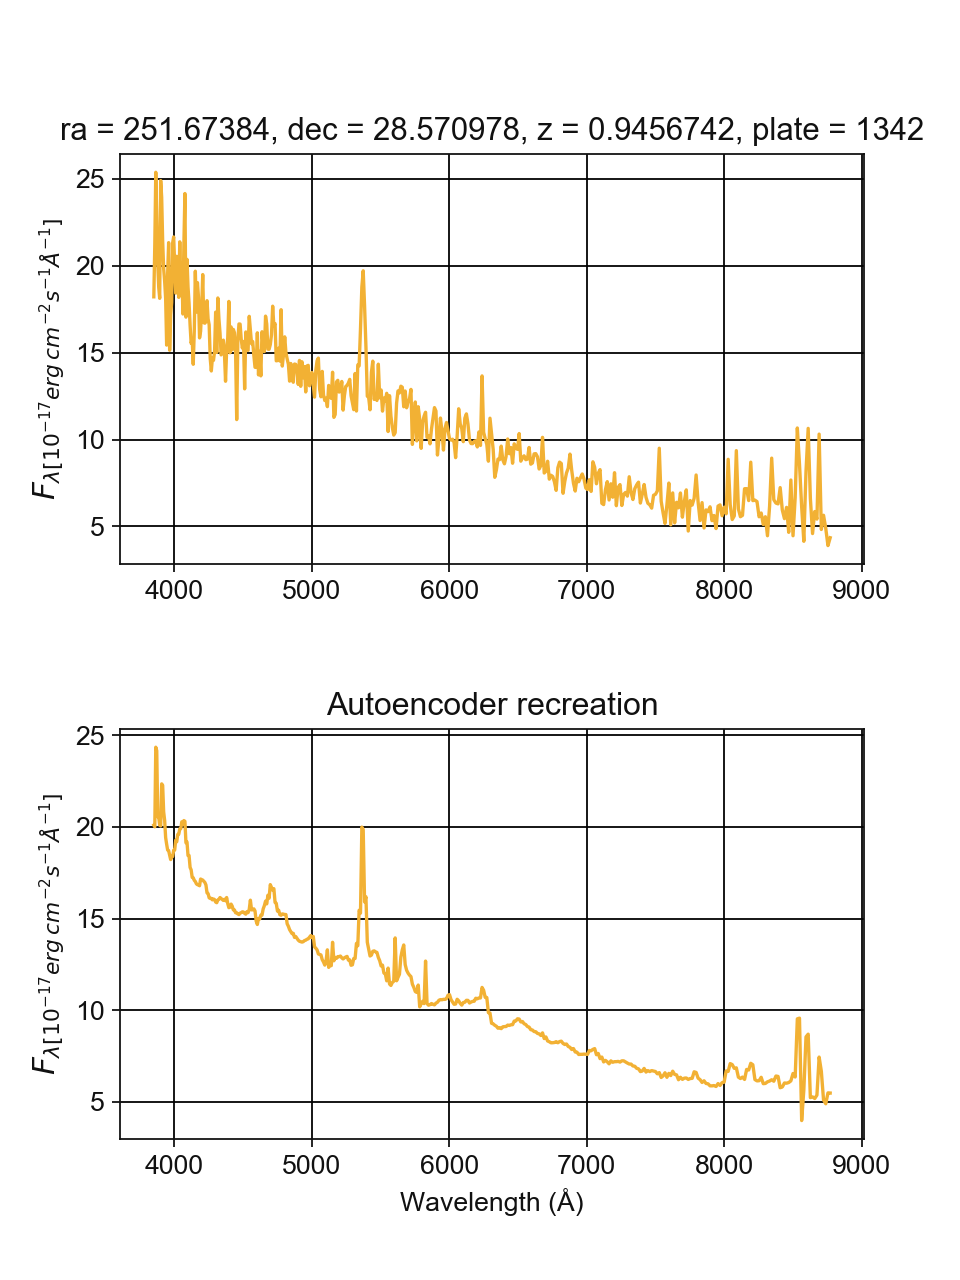 ra = 251.67384, dec = 28.570978, z = 0.9456742, plate = 1342
25
20
15
10
5
F_λ[10^{−17} erg cm^{−2}s^{−1}Å^{−1}]
4000 5000 6000 7000 8000 9000
Autoencoder recreation
25
20
15
10
5
F_λ[10^{−17} erg cm^{−2}s^{−1}Å^{−1}]
4000 5000 6000 7000 8000 9000
Wavelength (Å)